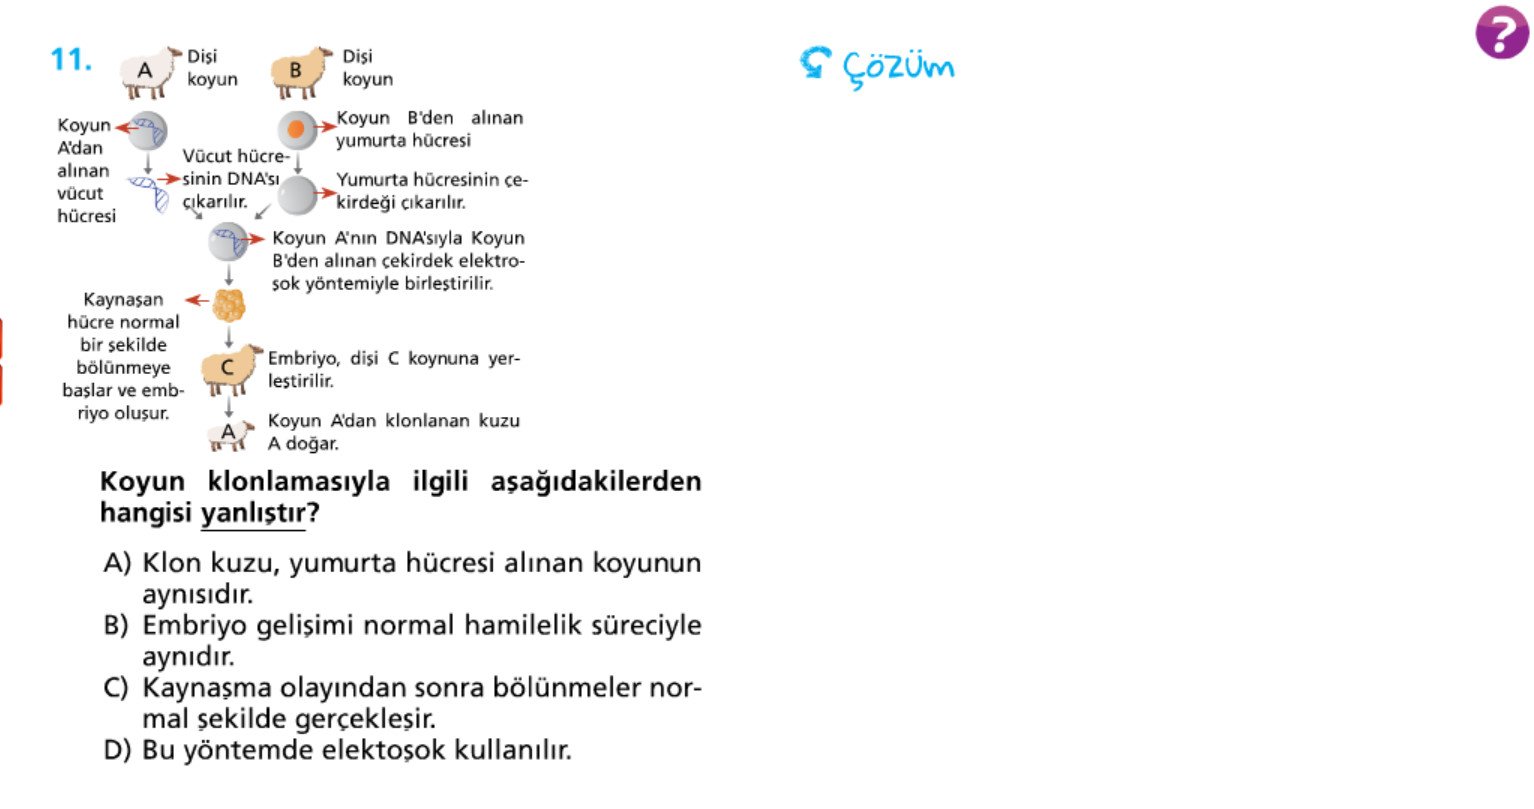 11.
A
Dişi
koyun
B
Dişi
koyun
Koyun
A'dan
alınan
vücut
hücresi
Koyun B'den alınan
yumurta hücresi
Vücut hücre-
sinin DNA'sı
çıkarılır.
Yumurta hücresinin çe-
kirdeği çıkarılır.
Koyun A'nın DNA'sıyla Koyun
B'den alınan çekirdek elektro-
şok yöntemiyle birleştirilir.
Kaynaşan
hücre normal
bir şekilde
bölünmeye
başlar ve emb-
riyo oluşur.
C
Embriyo, dişi C koynuna yer-
leştirilir.
A
Koyun A'dan klonlanan kuzu
A doğar.
Koyun klonlamasıyla ilgili aşağıdakilerden
hangisi yanlıştır?
A) Klon kuzu, yumurta hücresi alınan koyunun
aynısıdır.
B) Embriyo gelişimi normal hamilelik süreciyle
aynıdır.
C) Kaynaşma olayından sonra bölünmeler nor-
mal şekilde gerçekleşir.
D) Bu yöntemde elektoşok kullanılır.
Çözüm
?